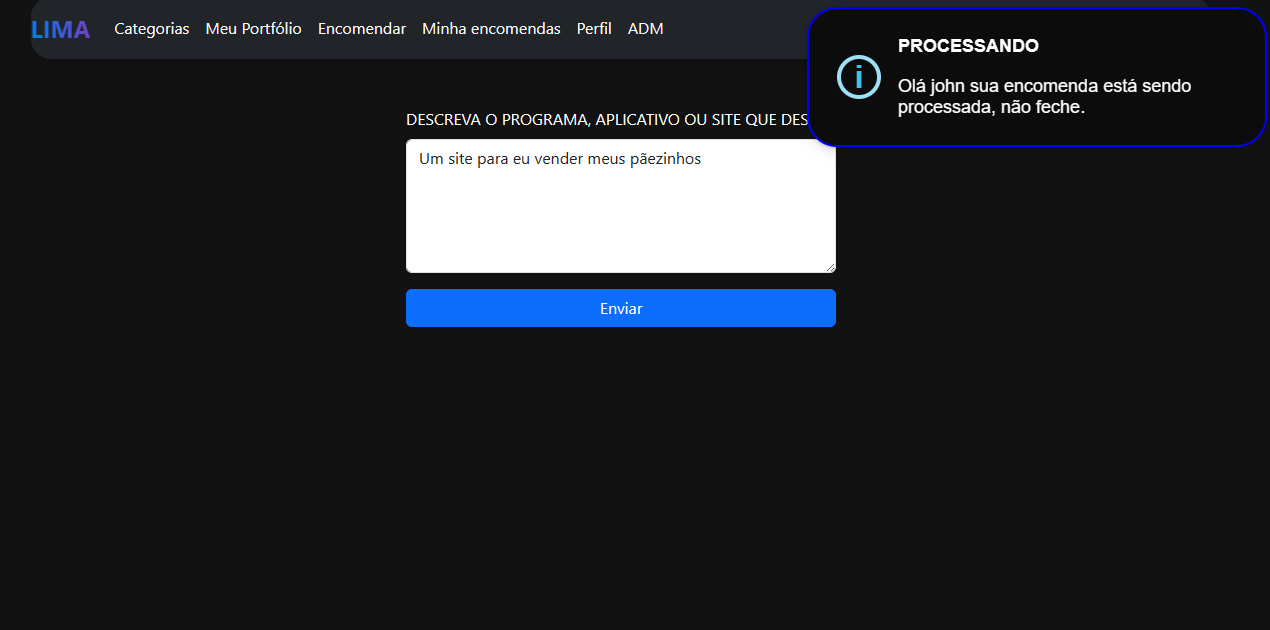 LIMA Categorias Meu Portfólio Encomendar Minha encomendas Perfil ADM
PROCESSANDO
Olá john sua encomenda está sendo
processada, não feche.
DESCREVA O PROGRAMA, APLICATIVO OU SITE QUE DES
Um site para eu vender meus pãezinhos
Enviar